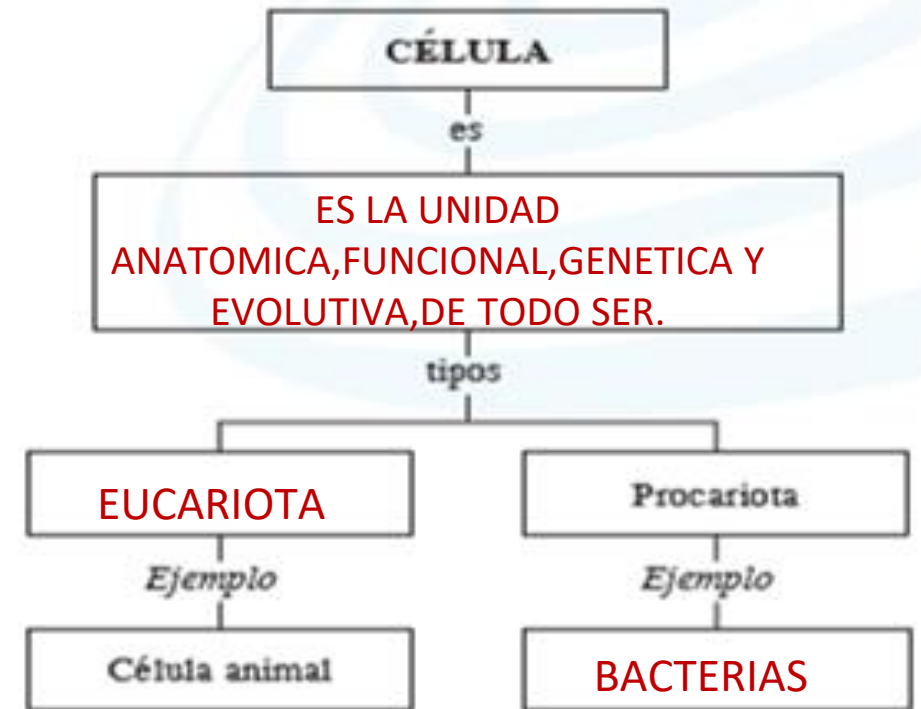 CÉLULA
es
ES LA UNIDAD
ANATOMICA,FUNCIONAL,GENETICA Y
EVOLUTIVA,DE TODO SER.
tipos
EUCARIOTA
Procariota
Ejemplo
Ejemplo
Célula animal
BACTERIAS